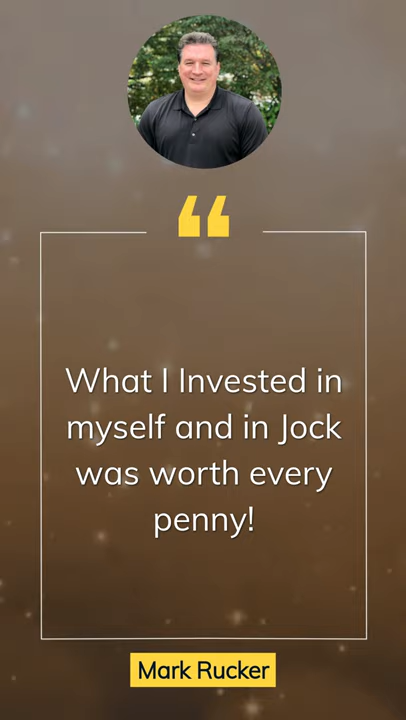 “
What I Invested in
myself and in Jock
was worth every
penny!
Mark Rucker